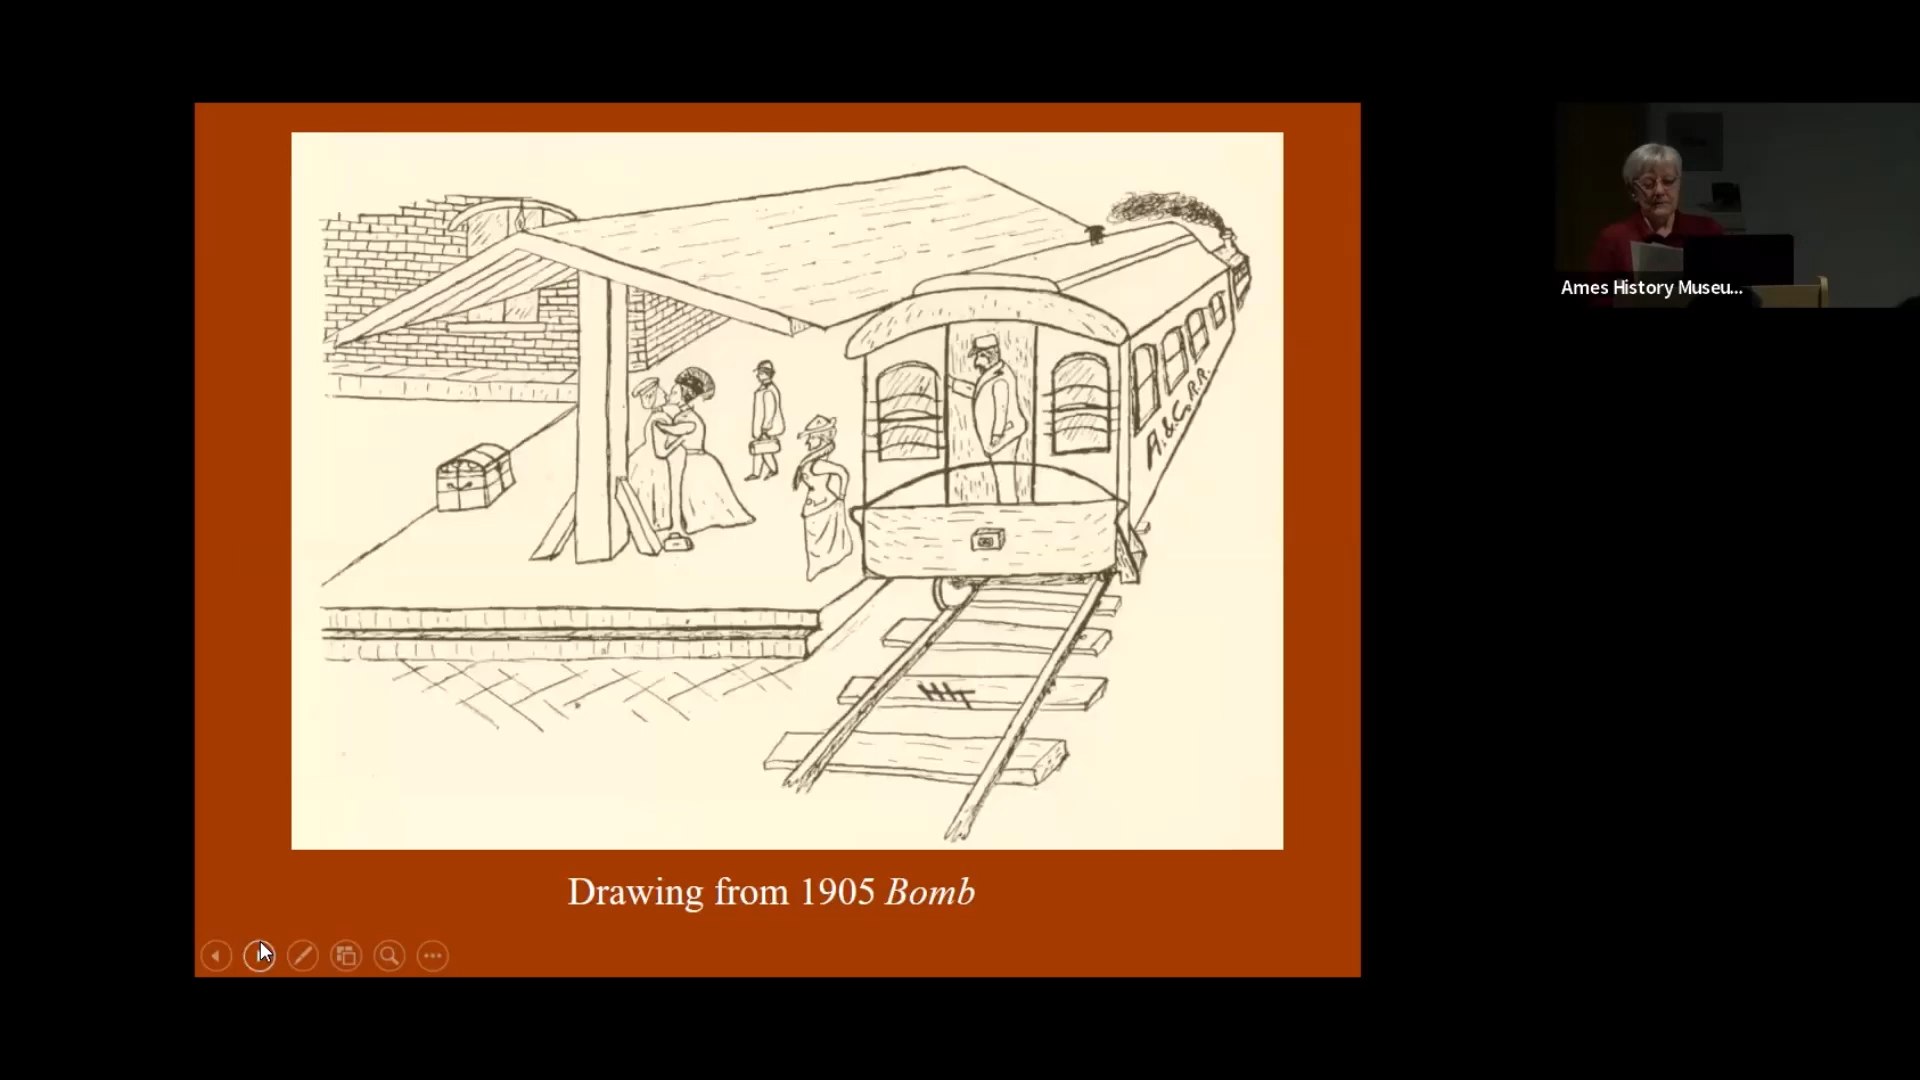 A. & C. R.R.
Drawing from 1905 Bomb
Ames History Museu...